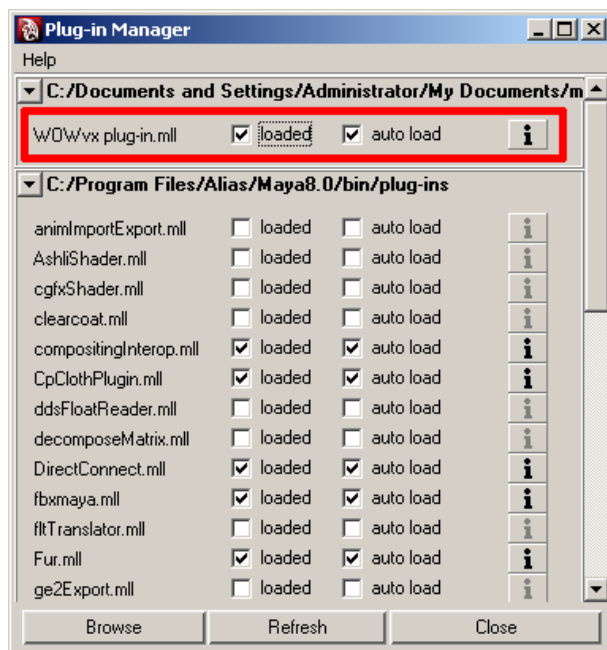 Plug-in Manager
Help
C:/Documents and Settings/Administrator/My Documents/m
WOWvx plug-in.mll loaded auto load i
C:/Program Files/Alias/Maya8.0/bin/plug-ins
animImportExport.mll loaded auto load i
AshliShader.mll loaded auto load i
cgfxShader.mll loaded auto load i
clearcoat.mll loaded auto load i
compositingInterop.mll loaded auto load i
CpClothPlugin.mll loaded auto load i
ddsFloatReader.mll loaded auto load i
decomposeMatrix.mll loaded auto load i
DirectConnect.mll loaded auto load i
fbxmaya.mll loaded auto load i
fltTranslator.mll loaded auto load i
Fur.mll loaded auto load i
ge2Export.mll loaded auto load i
Browse Refresh Close